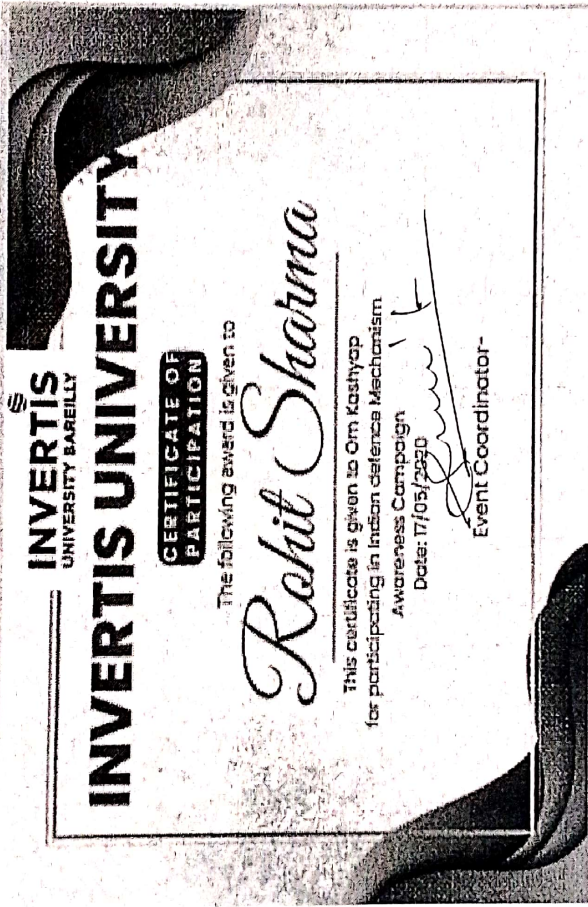 INVERTIS
UNIVERSITY BAREILLY
INVERTIS UNIVERSITY
CERTIFICATE OF
PARTICIPATION
The following award is given to
Rohit Sharma
This certificate is given to Om Kashyap
for participating in Indian defence Mechanism
Awareness Campaign
Date: 17/05/2020
Event Coordinator-